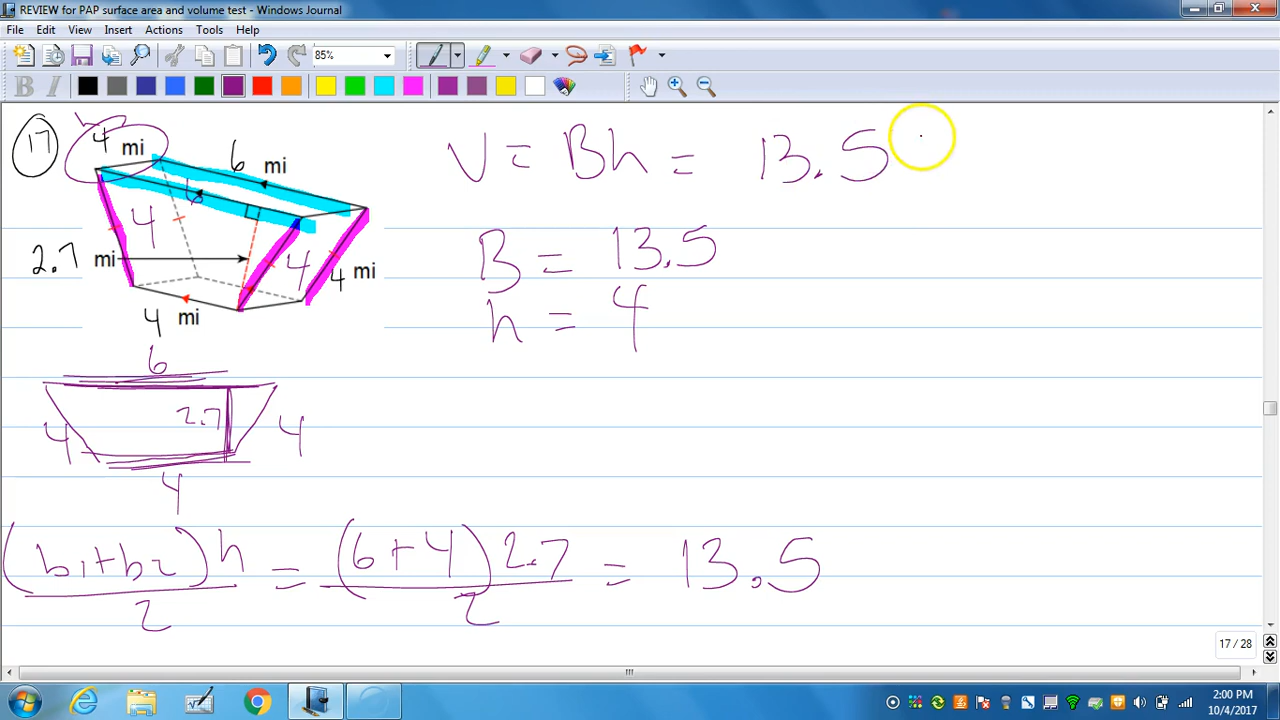 REVIEW for PAP surface area and volume test - Windows Journal
File Edit View Insert Actions Tools Help
85%
B I
17
4 mi
6 mi
6
4
2.7 mi
4
4 mi
4 mi
V = Bh = 13.5
B = 13.5
h = 4
6
2.7
4
4
4
(b1+b2)h = (6+4)2.7 = 13.5
2 2
17 / 28
2:00 PM
10/4/2017